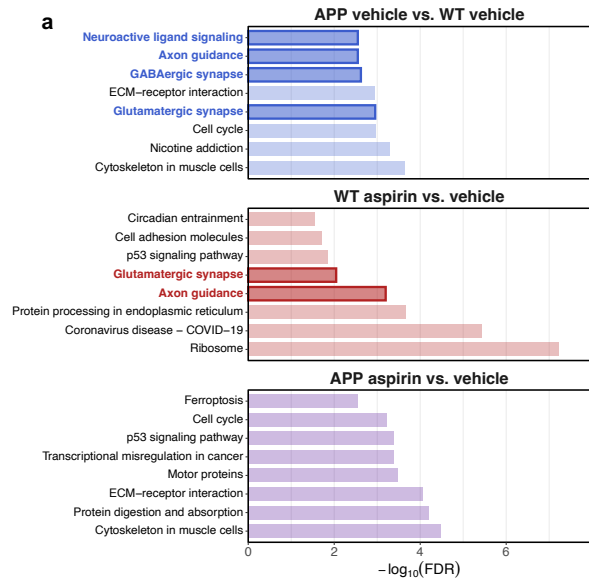 a
APP vehicle vs. WT vehicle
Neuroactive ligand signaling
Axon guidance
GABAergic synapse
ECM−receptor interaction
Glutamatergic synapse
Cell cycle
Nicotine addiction
Cytoskeleton in muscle cells
WT aspirin vs. vehicle
Circadian entrainment
Cell adhesion molecules
p53 signaling pathway
Glutamatergic synapse
Axon guidance
Protein processing in endoplasmic reticulum
Coronavirus disease − COVID−19
Ribosome
APP aspirin vs. vehicle
Ferroptosis
Cell cycle
p53 signaling pathway
Transcriptional misregulation in cancer
Motor proteins
ECM−receptor interaction
Protein digestion and absorption
Cytoskeleton in muscle cells
0 2 4 6
−log₁₀(FDR)